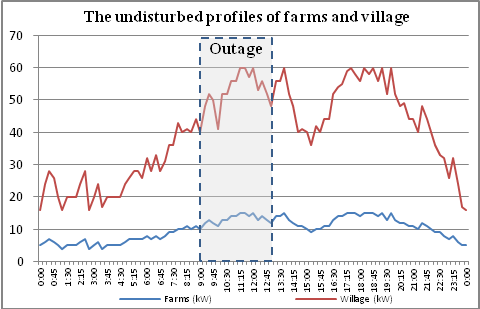 The undisturbed profiles of farms and village
Outage
70
60
50
40
30
20
10
0
0:00 0:45 1:30 2:15 3:00 3:45 4:30 5:15 6:00 6:45 7:30 8:15 9:00 9:45 10:30 11:15 12:00 12:45 13:30 14:15 15:00 15:45 16:30 17:15 18:00 18:45 19:30 20:15 21:00 21:45 22:30 23:15 0:00
Farms (kW) Willage (kW)